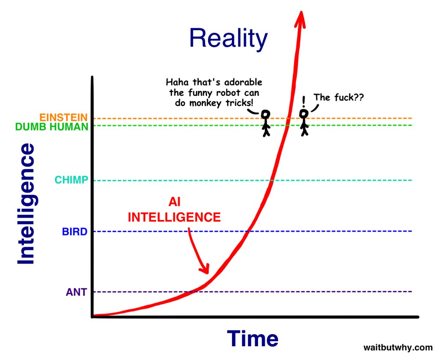 Reality
Haha that's adorable
the funny robot can
do monkey tricks!
!
The fuck??
EINSTEIN
DUMB HUMAN
CHIMP
AI
INTELLIGENCE
BIRD
ANT
Intelligence
Time
waitbutwhy.com